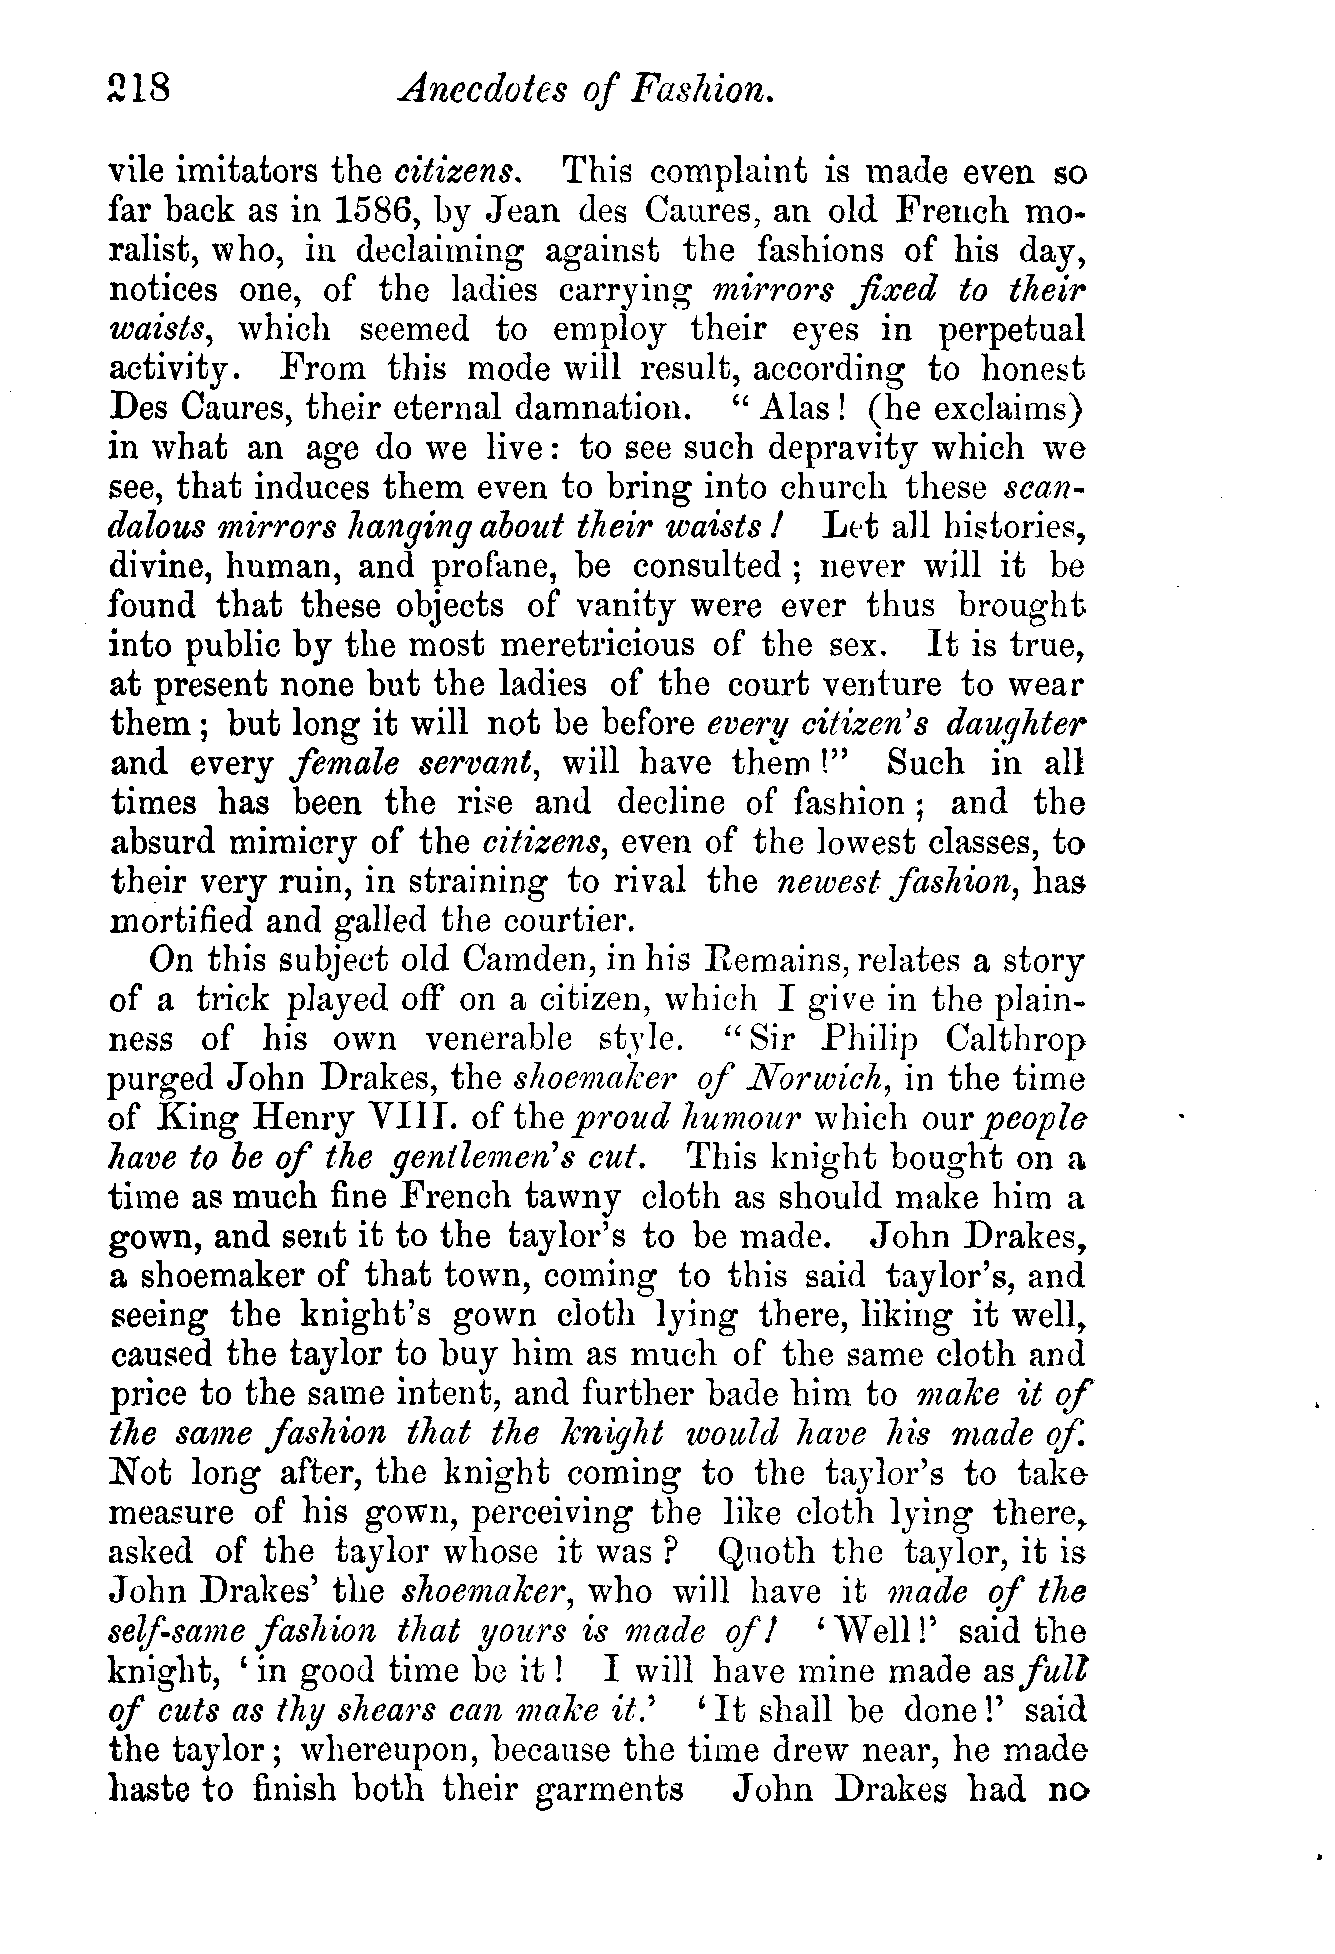 218 Anecdotes of Fashion.
vile imitators the citizens. This complaint is made even so
far back as in 1586, by Jean des Caures, an old French mo-
ralist, who, in declaiming against the fashions of his day,
notices one, of the ladies carrying mirrors fixed to their
waists, which seemed to employ their eyes in perpetual
activity. From this mode will result, according to honest
Des Caures, their eternal damnation. “ Alas ! (he exclaims)
in what an age do we live : to see such depravity which we
see, that induces them even to bring into church these scan-
dalous mirrors hanging about their waists ! Let all histories,
divine, human, and profane, be consulted ; never will it be
found that these objects of vanity were ever thus brought
into public by the most meretricious of the sex. It is true,
at present none but the ladies of the court venture to wear
them ; but long it will not be before every citizen's daughter
and every female servant, will have them !” Such in all
times has been the rise and decline of fashion ; and the
absurd mimicry of the citizens, even of the lowest classes, to
their very ruin, in straining to rival the newest fashion, has
mortified and galled the courtier.
On this subject old Camden, in his Remains, relates a story
of a trick played off on a citizen, which I give in the plain-
ness of his own venerable style. “ Sir Philip Calthrop
purged John Drakes, the shoemaker of Norwich, in the time
of King Henry VIII. of the proud humour which our people
have to be of the gentlemen's cut. This knight bought on a
time as much fine French tawny cloth as should make him a
gown, and sent it to the taylor's to be made. John Drakes,
a shoemaker of that town, coming to this said taylor's, and
seeing the knight's gown cloth lying there, liking it well,
caused the taylor to buy him as much of the same cloth and
price to the same intent, and further bade him to make it of
the same fashion that the knight would have his made of.
Not long after, the knight coming to the taylor's to take
measure of his gown, perceiving the like cloth lying there,
asked of the taylor whose it was ? Quoth the taylor, it is
John Drakes' the shoemaker, who will have it made of the
self-same fashion that yours is made of ! ‘ Well !’ said the
knight, ‘ in good time be it ! I will have mine made as full
of cuts as thy shears can make it.’ ‘ It shall be done !’ said
the taylor ; whereupon, because the time drew near, he made
haste to finish both their garments John Drakes had no